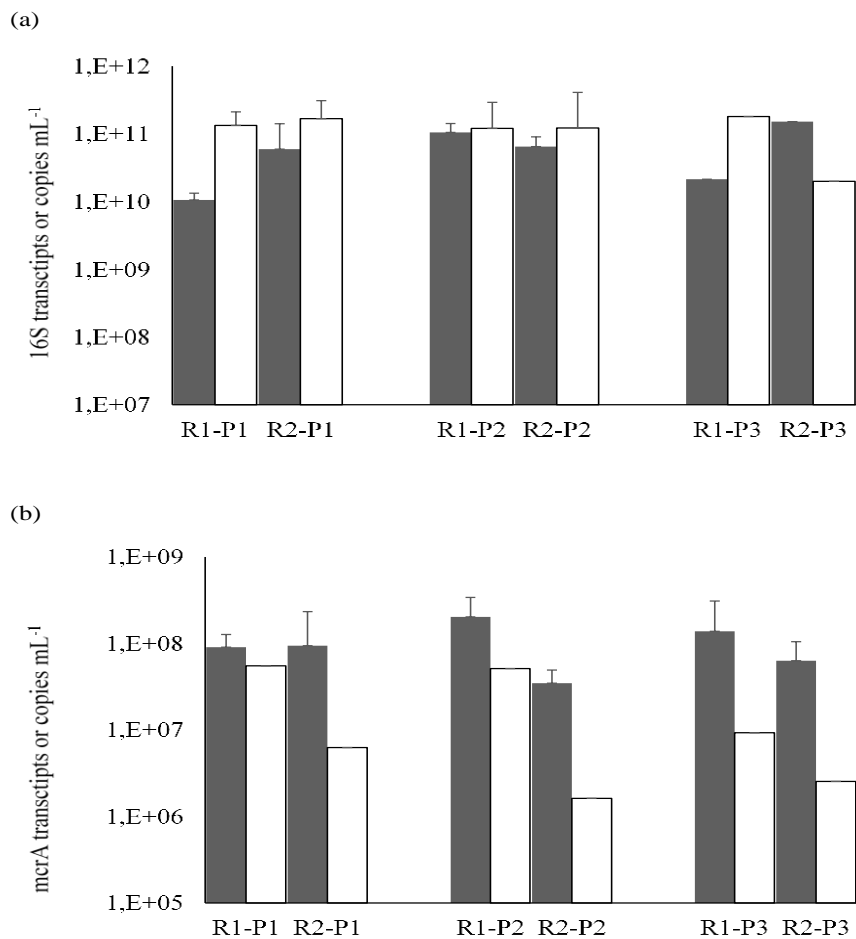 (a)
16S transctipts or copies mL-1
1,E+12
1,E+11
1,E+10
1,E+09
1,E+08
1,E+07
R1-P1 R2-P1 R1-P2 R2-P2 R1-P3 R2-P3
(b)
mcrA transctipts or copies mL-1
1,E+09
1,E+08
1,E+07
1,E+06
1,E+05
R1-P1 R2-P1 R1-P2 R2-P2 R1-P3 R2-P3